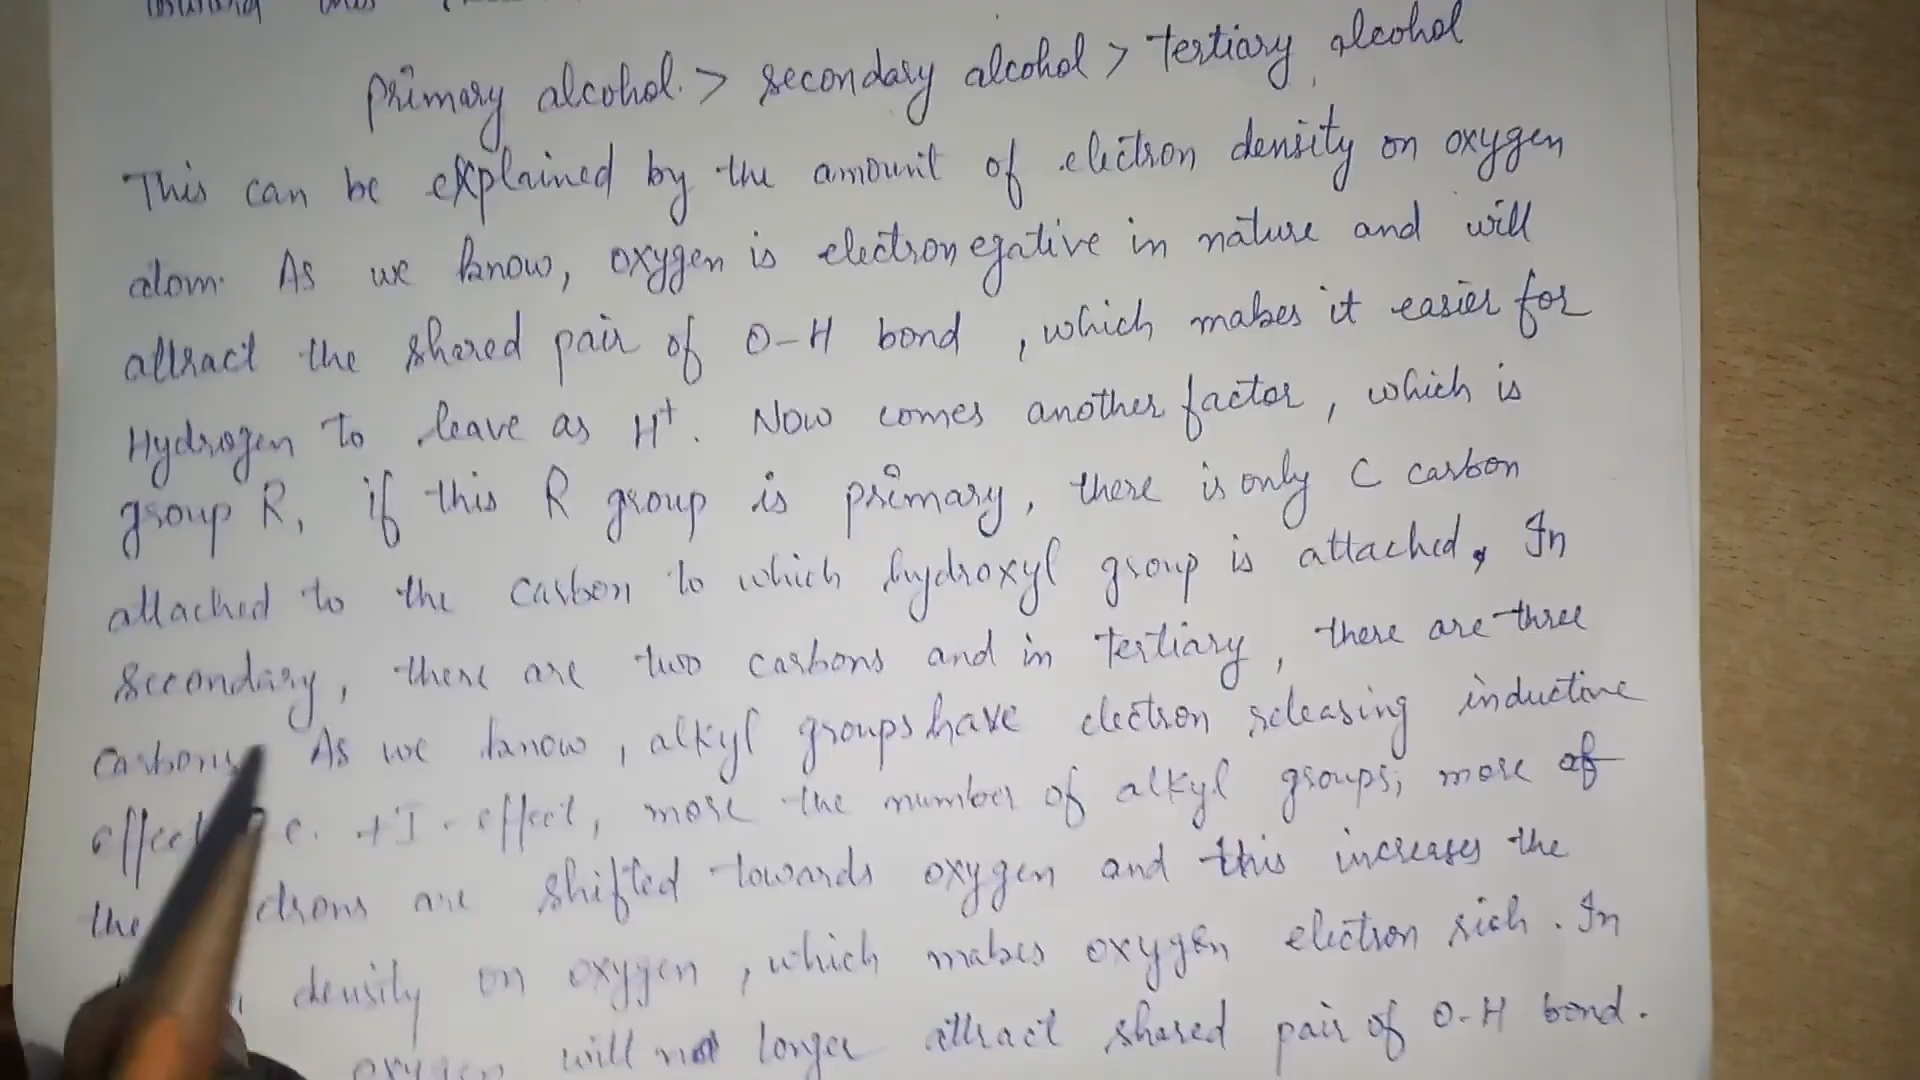 primary alcohol. > secondary alcohol > tertiary alcohol
This can be explained by the amount of electron density on oxygen
atom. As we know, oxygen is electronegative in nature and will
attract the shared pair of O-H bond , which makes it easier for
Hydrogen to leave as H⁺. Now comes another factor, which is
group R, if this R group is primary, there is only C carbon
attached to the carbon to which hydroxyl group is attached, In
secondary, there are two carbons and in tertiary, there are three
carbons As we know, alkyl groups have electron releasing inductive
effect e. +I-effect, more the number of alkyl groups; more of
the are shifted towards oxygen and this increases the
density on oxygen, which makes oxygen electron rich. In
oxygen will not longer attract shared pair of O-H bond.